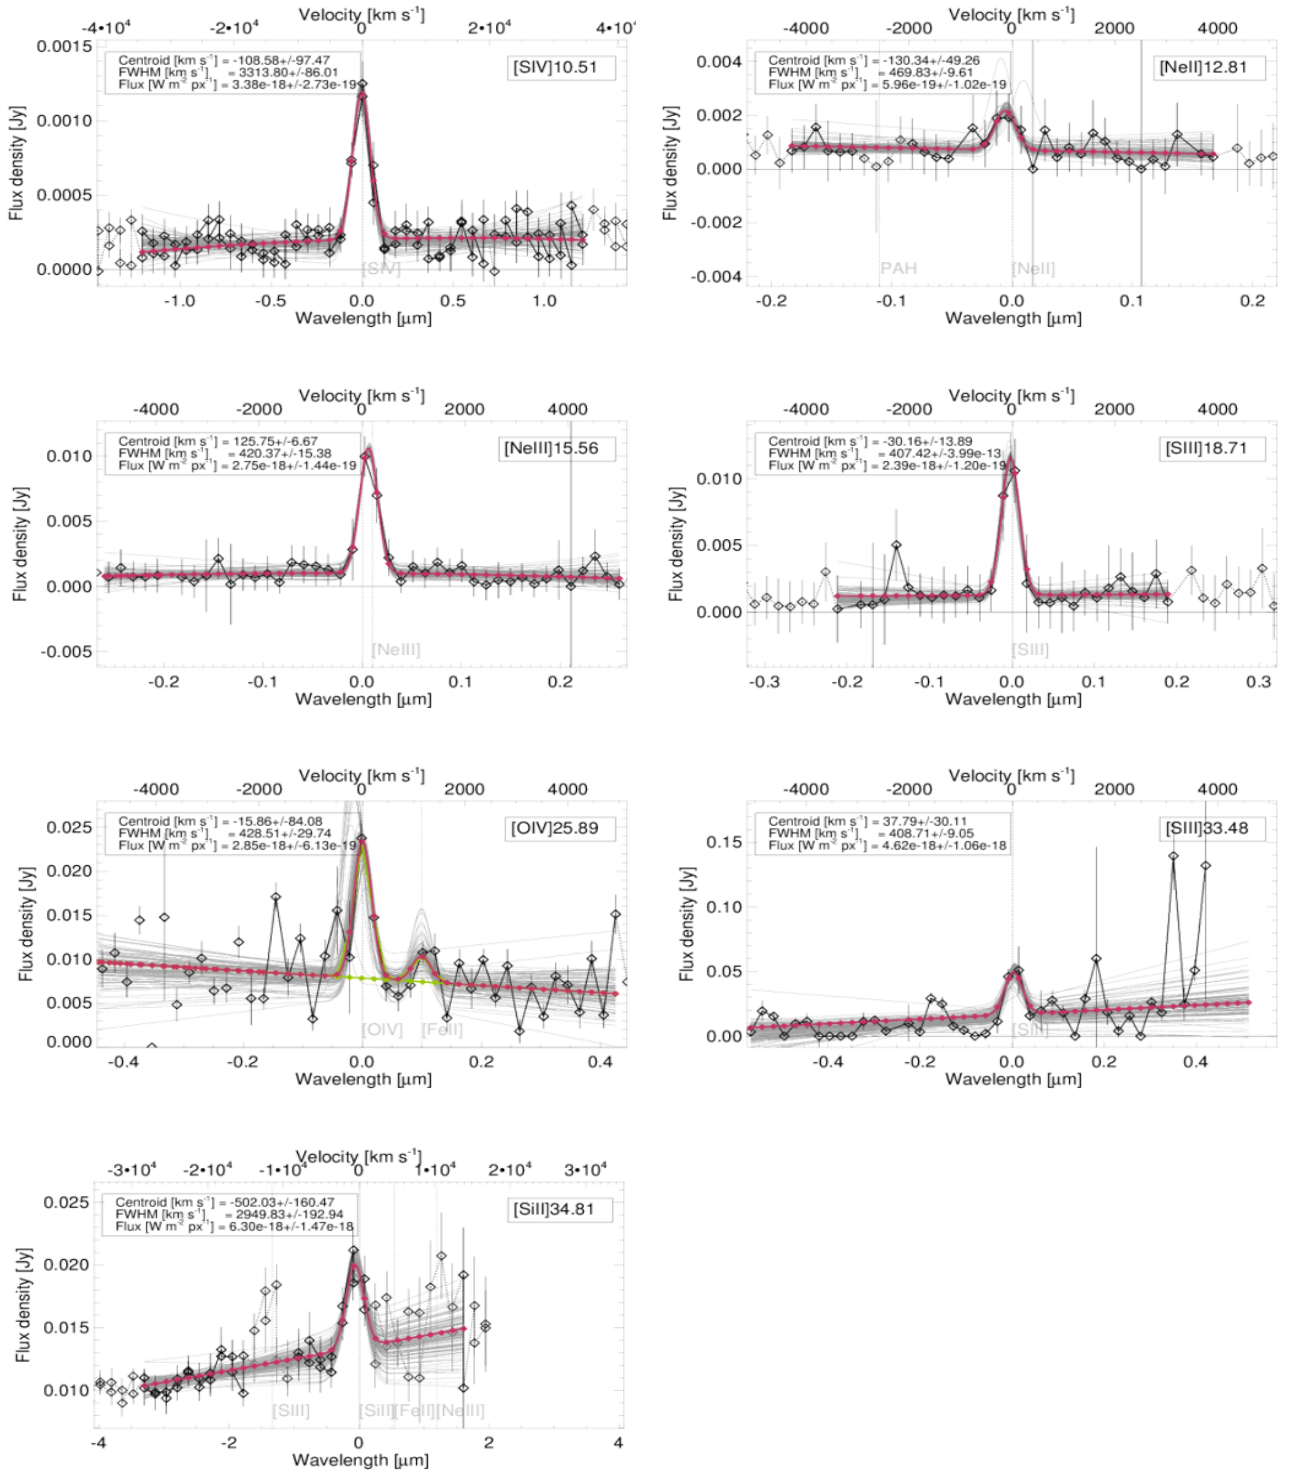 Velocity [km s⁻¹]
-4•10⁴ -2•10⁴ 0 2•10⁴ 4•10⁴
Centroid [km s⁻¹] = -108.58+/-97.47
FWHM [km s⁻¹] = 3313.80+/-86.01
Flux [W m⁻² px⁻¹] = 3.38e-18+/-2.73e-19
[SIV]10.51
Flux density [Jy]
0.0015
0.0010
0.0005
0.0000
[SIV]
-1.0 -0.5 0.0 0.5 1.0
Wavelength [μm]
Velocity [km s⁻¹]
-4000 -2000 0 2000 4000
Centroid [km s⁻¹] = -130.34+/-49.26
FWHM [km s⁻¹] = 469.83+/-9.61
Flux [W m⁻² px⁻¹] = 5.96e-19+/-1.02e-19
[NeII]12.81
Flux density [Jy]
0.004
0.002
0.000
-0.002
-0.004
PAH [NeII]
-0.2 -0.1 0.0 0.1 0.2
Wavelength [μm]
Velocity [km s⁻¹]
-4000 -2000 0 2000 4000
Centroid [km s⁻¹] = 125.75+/-6.67
FWHM [km s⁻¹] = 420.37+/-15.38
Flux [W m⁻² px⁻¹] = 2.75e-18+/-1.44e-19
[NeIII]15.56
Flux density [Jy]
0.010
0.005
0.000
-0.005
[NeIII]
-0.2 -0.1 0.0 0.1 0.2
Wavelength [μm]
Velocity [km s⁻¹]
-4000 -2000 0 2000 4000
Centroid [km s⁻¹] = -30.16+/-13.89
FWHM [km s⁻¹] = 407.42+/-3.99e-13
Flux [W m⁻² px⁻¹] = 2.39e-18+/-1.20e-19
[SIII]18.71
Flux density [Jy]
0.010
0.005
0.000
[SIII]
-0.3 -0.2 -0.1 0.0 0.1 0.2 0.3
Wavelength [μm]
Velocity [km s⁻¹]
-4000 -2000 0 2000 4000
Centroid [km s⁻¹] = -15.86+/-84.08
FWHM [km s⁻¹] = 428.51+/-29.74
Flux [W m⁻² px⁻¹] = 2.85e-18+/-6.13e-19
[OIV]25.89
Flux density [Jy]
0.025
0.020
0.015
0.010
0.005
0.000
[OIV] [FeII]
-0.4 -0.2 0.0 0.2 0.4
Wavelength [μm]
Velocity [km s⁻¹]
-4000 -2000 0 2000 4000
Centroid [km s⁻¹] = 37.79+/-30.11
FWHM [km s⁻¹] = 408.71+/-9.05
Flux [W m⁻² px⁻¹] = 4.62e-18+/-1.06e-18
[SIII]33.48
Flux density [Jy]
0.15
0.10
0.05
0.00
[SIII]
-0.4 -0.2 0.0 0.2 0.4
Wavelength [μm]
Velocity [km s⁻¹]
-3•10⁴ -2•10⁴ -1•10⁴ 0 1•10⁴ 2•10⁴ 3•10⁴
Centroid [km s⁻¹] = -502.03+/-160.47
FWHM [km s⁻¹] = 2949.83+/-192.94
Flux [W m⁻² px⁻¹] = 6.30e-18+/-1.47e-18
[SiII]34.81
Flux density [Jy]
0.025
0.020
0.015
0.010
[SIII] [SiII] [FeII] [NeIII]
-4 -2 0 2 4
Wavelength [μm]